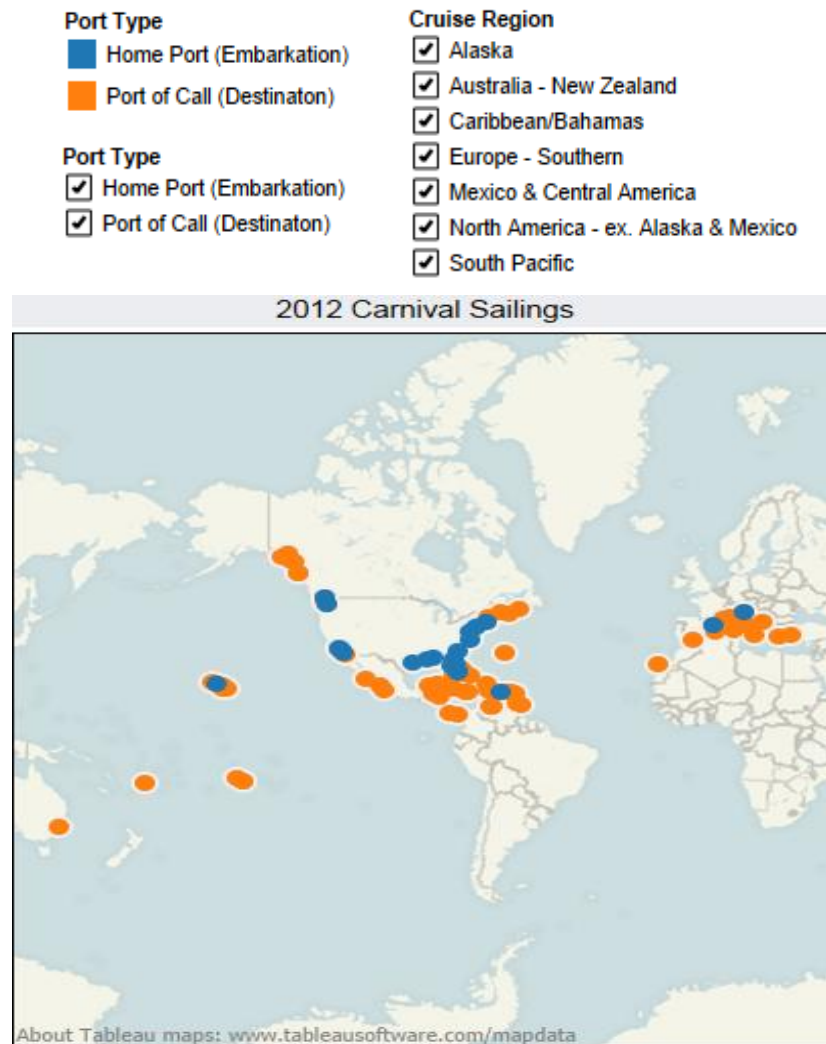 Port Type
Home Port (Embarkation)
Port of Call (Destinaton)
Port Type
Home Port (Embarkation)
Port of Call (Destinaton)
Cruise Region
Alaska
Australia - New Zealand
Caribbean/Bahamas
Europe - Southern
Mexico & Central America
North America - ex. Alaska & Mexico
South Pacific
2012 Carnival Sailings
About Tableau maps: www.tableausoftware.com/mapdata